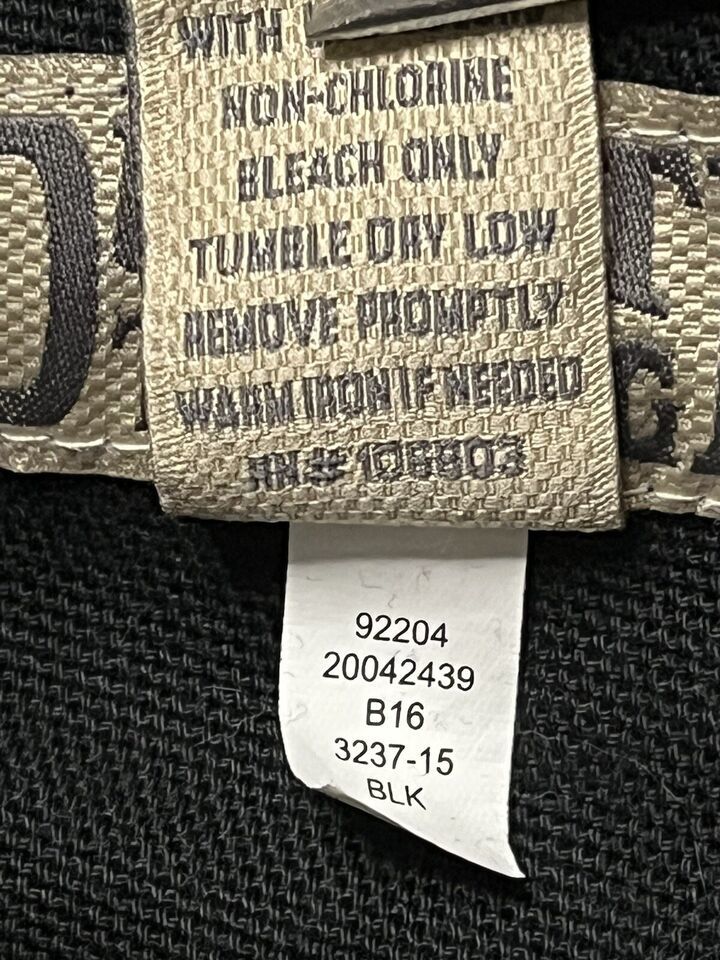 WITH
NON-CHLORINE
BLEACH ONLY
TUMBLE DRY LOW
REMOVE PROMPTLY
WARM IRON IF NEEDED
RN#
92204
20042439
B16
3237-15
BLK